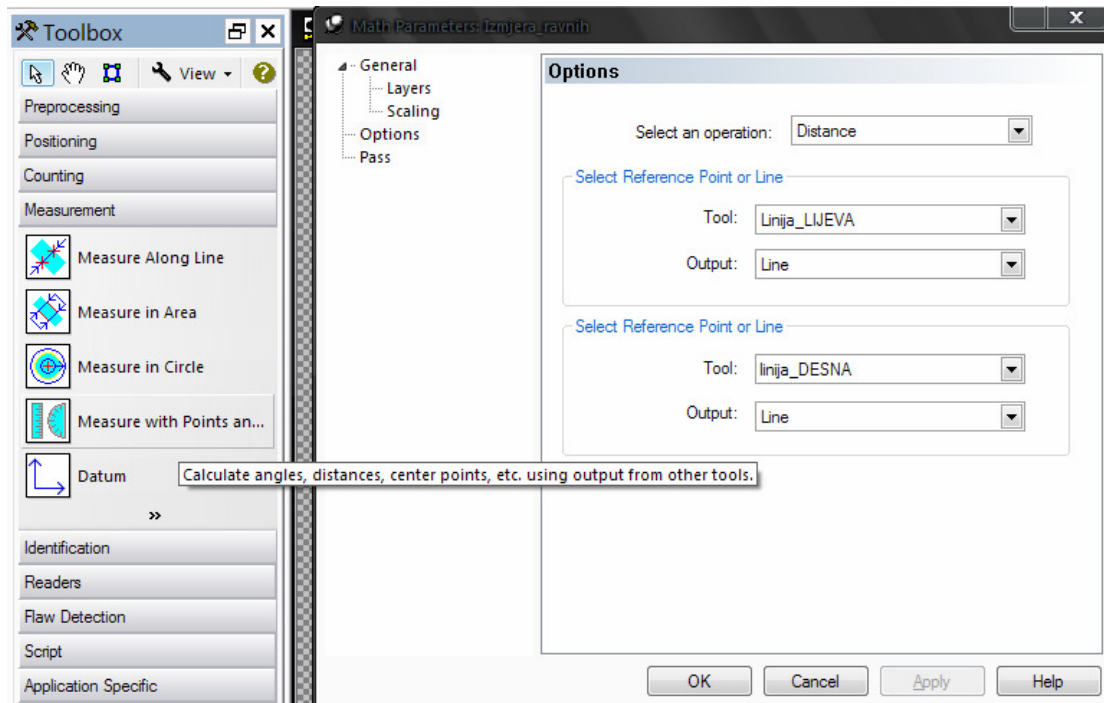 Toolbox
View
Preprocessing
Positioning
Counting
Measurement
Measure Along Line
Measure in Area
Measure in Circle
Measure with Points an...
Datum
Calculate angles, distances, center points, etc. using output from other tools.
»
Identification
Readers
Flaw Detection
Script
Application Specific
Math Parameters: Izmjera_ravnih
General
Layers
Scaling
Options
Pass
Options
Select an operation: Distance
Select Reference Point or Line
Tool: Linija_LIJEVA
Output: Line
Select Reference Point or Line
Tool: linija_DESNA
Output: Line
OK Cancel Apply Help